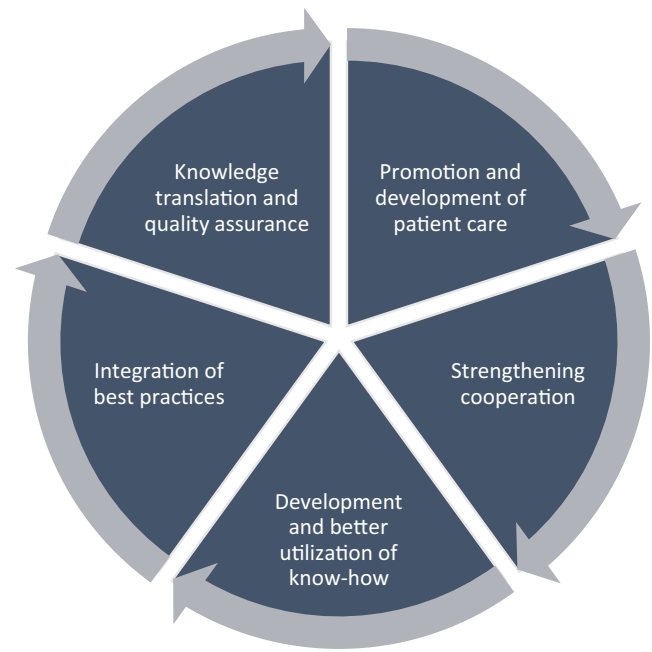 Knowledge
translation and
quality assurance
Promotion and
development of
patient care
Strengthening
cooperation
Development
and better
utilization of
know-how
Integration of
best practices